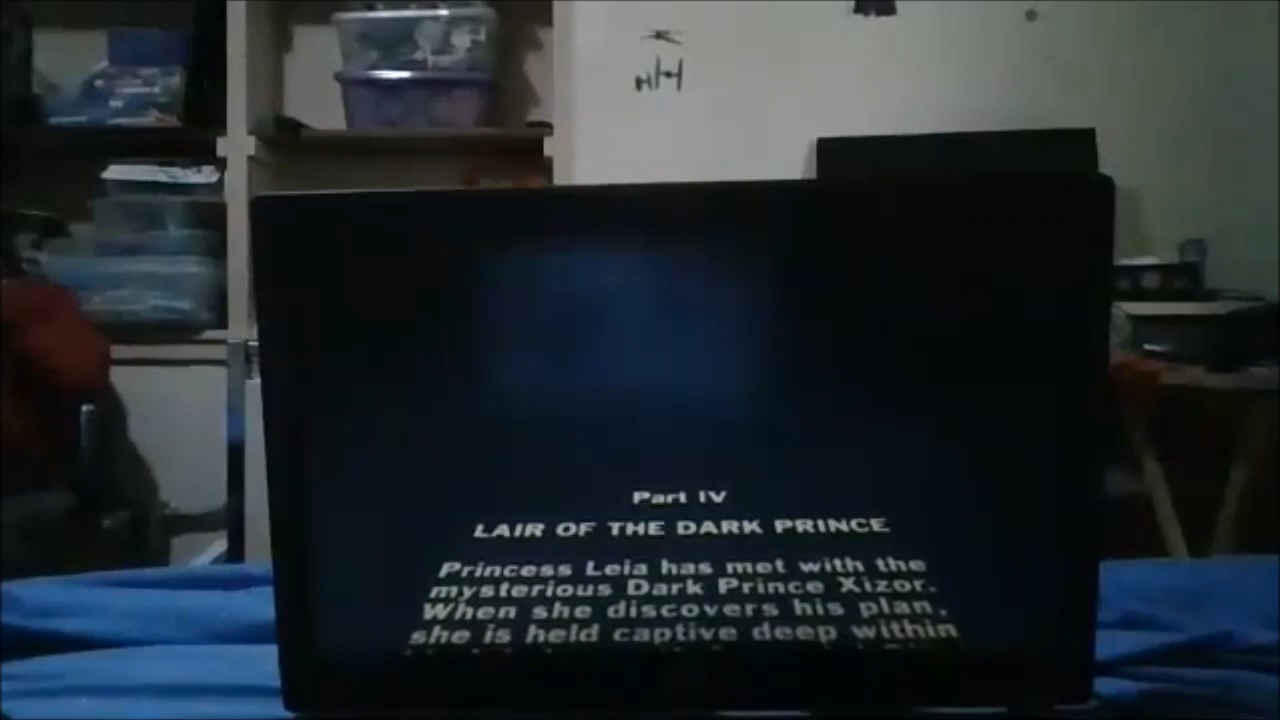 Part IV
LAIR OF THE DARK PRINCE
Princess Leia has met with the
mysterious Dark Prince Xizor.
When she discovers his plan,
she is held captive deep within